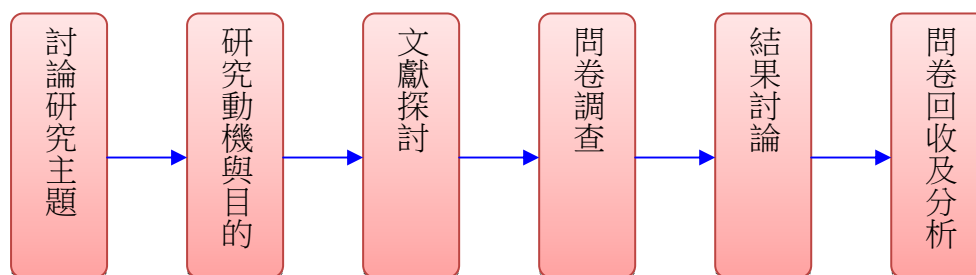 討論研究主題
研究動機與目的
文獻探討
問卷調查
結果討論
問卷回收及分析